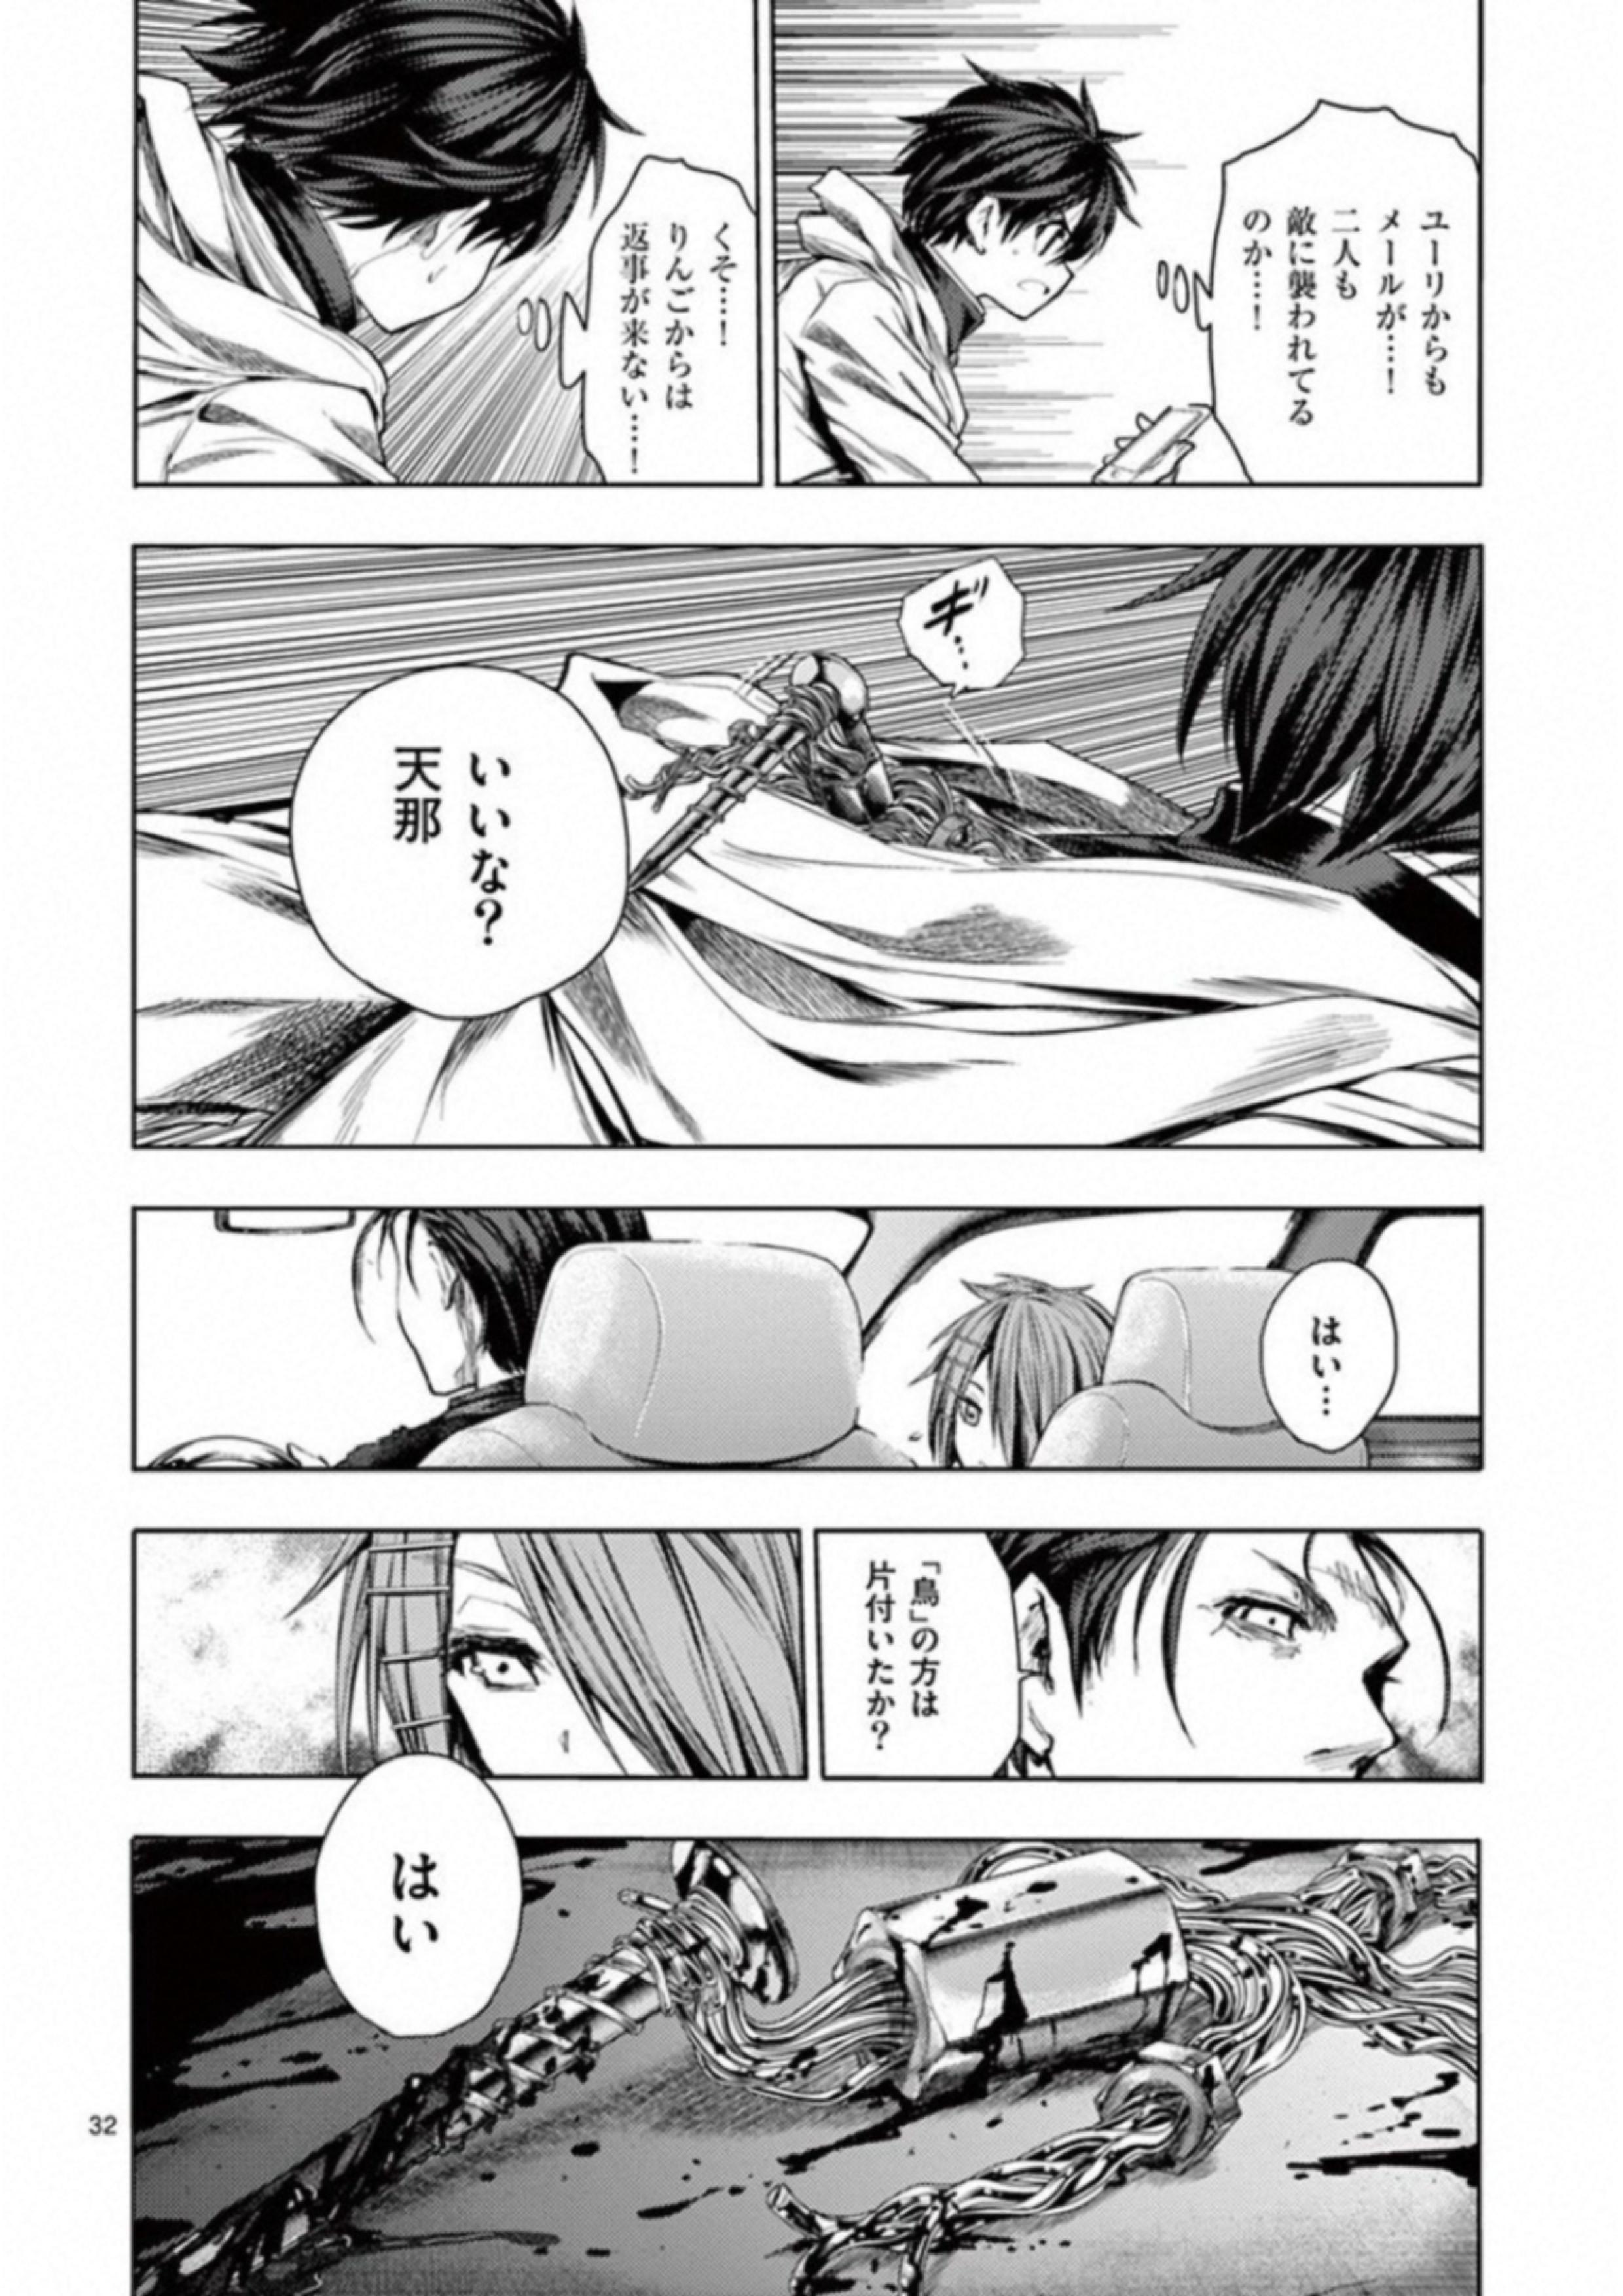 ユーリからも
メールが…！
二人も
敵に襲われてる
のか…！
くそ…！
りんごからは
返事が来ない…！
ギ…
いいな？
天那
はい…
「鳥」の方は
片付いたか？
はい
32